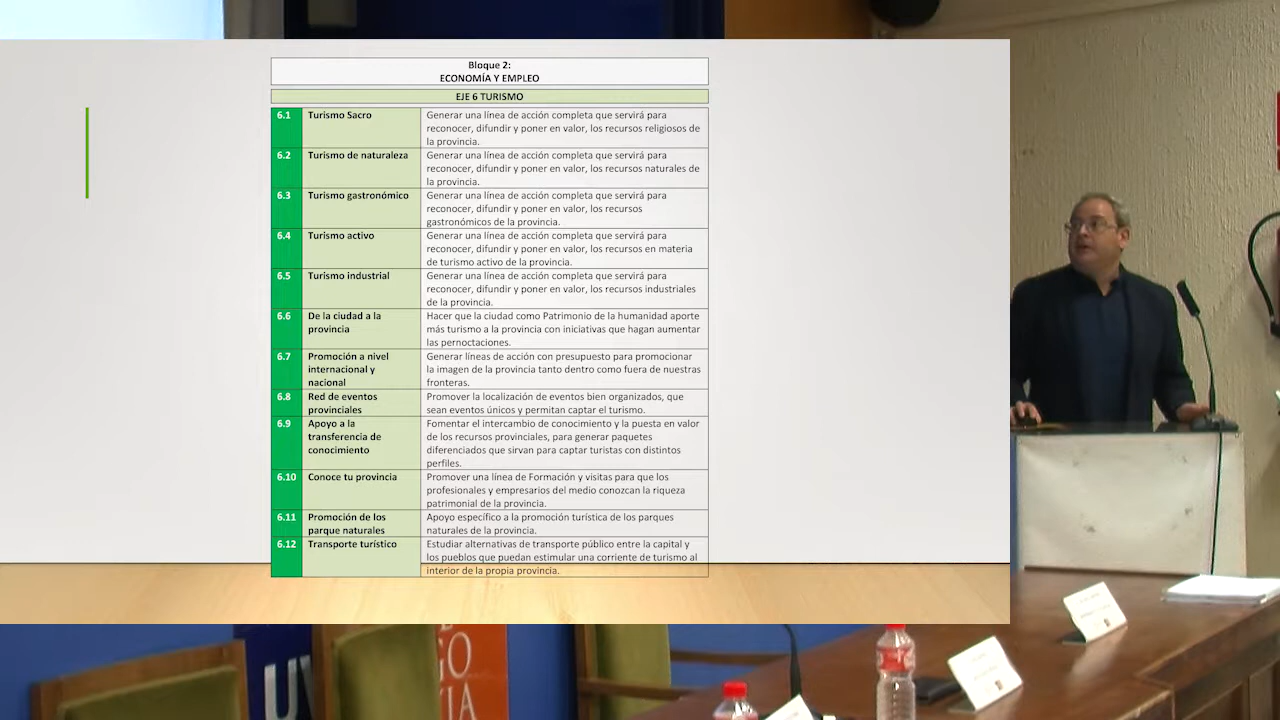 Bloque 2:
ECONOMÍA Y EMPLEO
EJE 6 TURISMO
6.1 Turismo Sacro Generar una línea de acción completa que servirá para
reconocer, difundir y poner en valor, los recursos religiosos de
la provincia.
6.2 Turismo de naturaleza Generar una línea de acción completa que servirá para
reconocer, difundir y poner en valor, los recursos naturales de
la provincia.
6.3 Turismo gastronómico Generar una línea de acción completa que servirá para
reconocer, difundir y poner en valor, los recursos
gastronómicos de la provincia.
6.4 Turismo activo Generar una línea de acción completa que servirá para
reconocer, difundir y poner en valor, los recursos en materia
de turismo activo de la provincia.
6.5 Turismo industrial Generar una línea de acción completa que servirá para
reconocer, difundir y poner en valor, los recursos industriales
de la provincia.
6.6 De la ciudad a la Hacer que la ciudad como Patrimonio de la humanidad aporte
provincia más turismo a la provincia con iniciativas que hagan aumentar
las pernoctaciones.
6.7 Promoción a nivel Generar líneas de acción con presupuesto para promocionar
internacional y la imagen de la provincia tanto dentro como fuera de nuestras
nacional fronteras.
6.8 Red de eventos Promover la localización de eventos bien organizados, que
provinciales sean eventos únicos y permitan captar el turismo.
6.9 Apoyo a la Fomentar el intercambio de conocimiento y la puesta en valor
transferencia de de los recursos provinciales, para generar paquetes
conocimiento diferenciados que sirvan para captar turistas con distintos
perfiles.
6.10 Conoce tu provincia Promover una línea de Formación y visitas para que los
profesionales y empresarios del medio conozcan la riqueza
patrimonial de la provincia.
6.11 Promoción de los Apoyo específico a la promoción turística de los parques
parque naturales naturales de la provincia.
6.12 Transporte turístico Estudiar alternativas de transporte público entre la capital y
los pueblos que puedan estimular una corriente de turismo al
interior de la propia provincia.